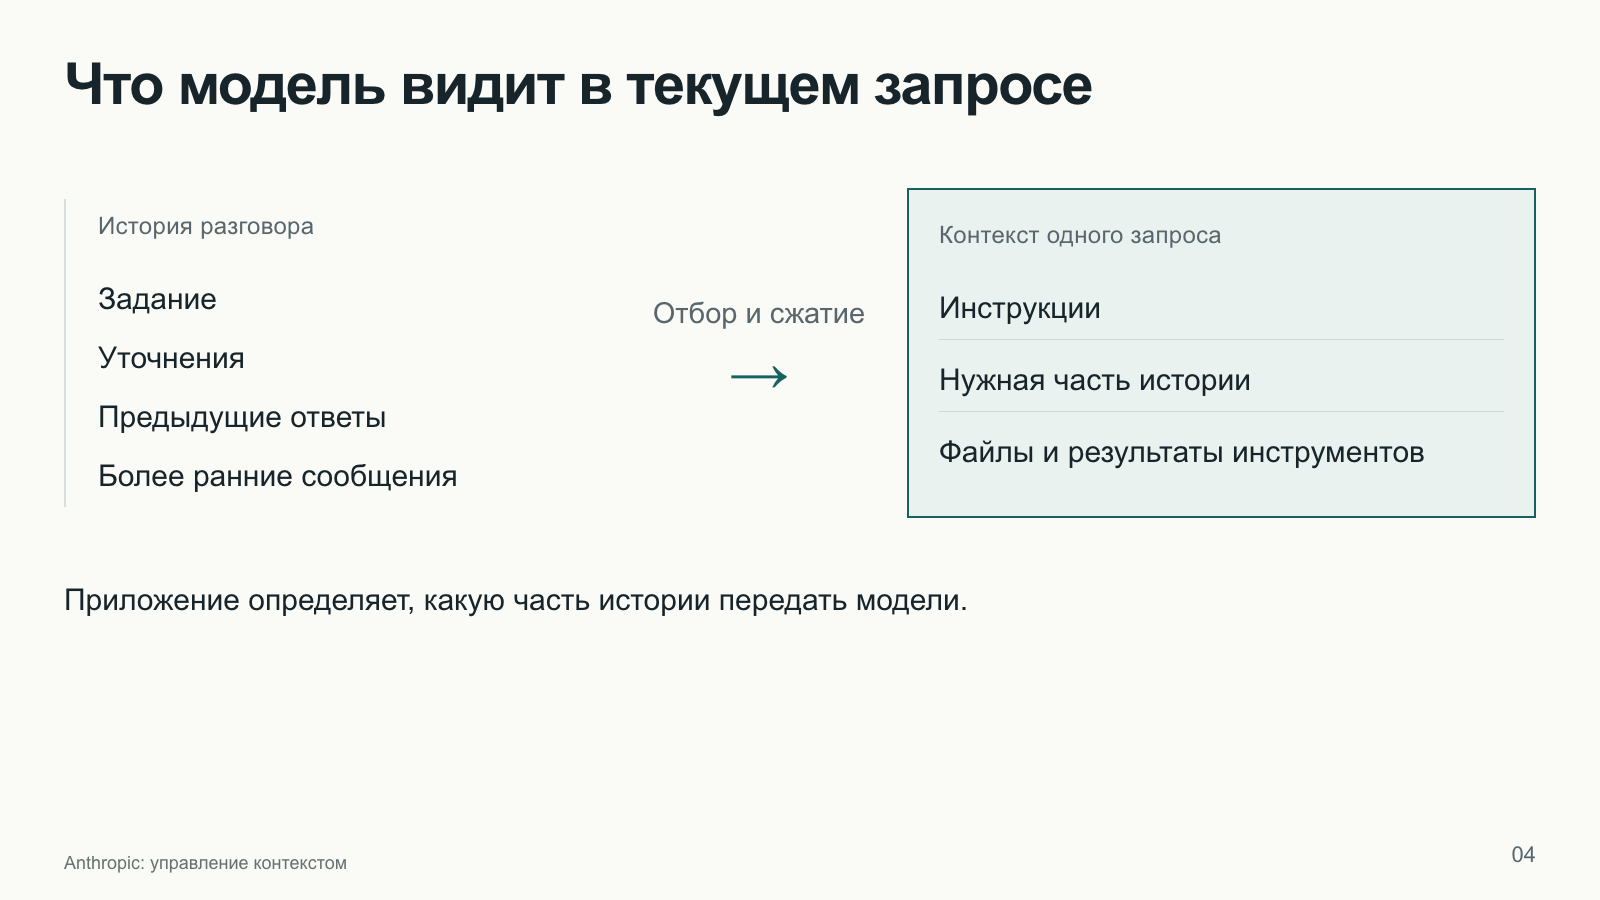 Что модель видит в текущем запросе
История разговора
Задание
Уточнения
Предыдущие ответы
Более ранние сообщения
Отбор и сжатие
→
Контекст одного запроса
Инструкции
Нужная часть истории
Файлы и результаты инструментов
Приложение определяет, какую часть истории передать модели.
Anthropic: управление контекстом
04